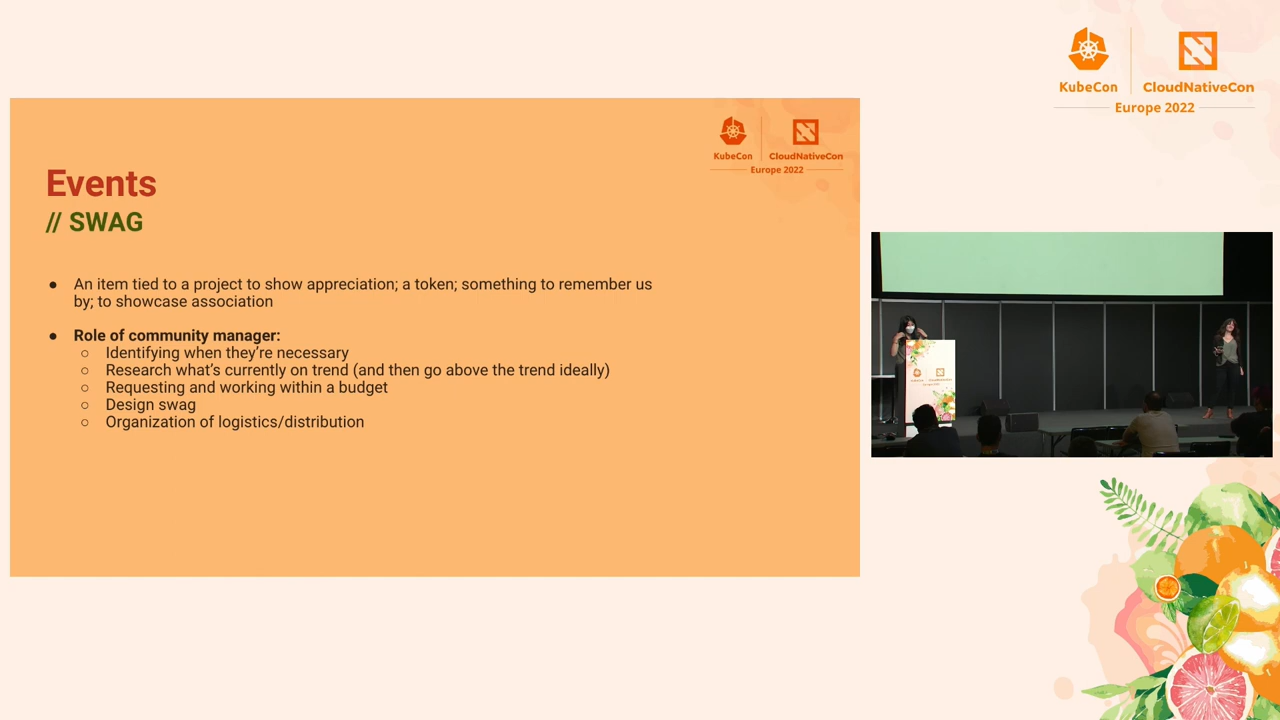 KubeCon
CloudNativeCon
Europe 2022
KubeCon
CloudNativeCon
Europe 2022
Events
// SWAG
● An item tied to a project to show appreciation; a token; something to remember us
by; to showcase association
● Role of community manager:
○ Identifying when they're necessary
○ Research what's currently on trend (and then go above the trend ideally)
○ Requesting and working within a budget
○ Design swag
○ Organization of logistics/distribution